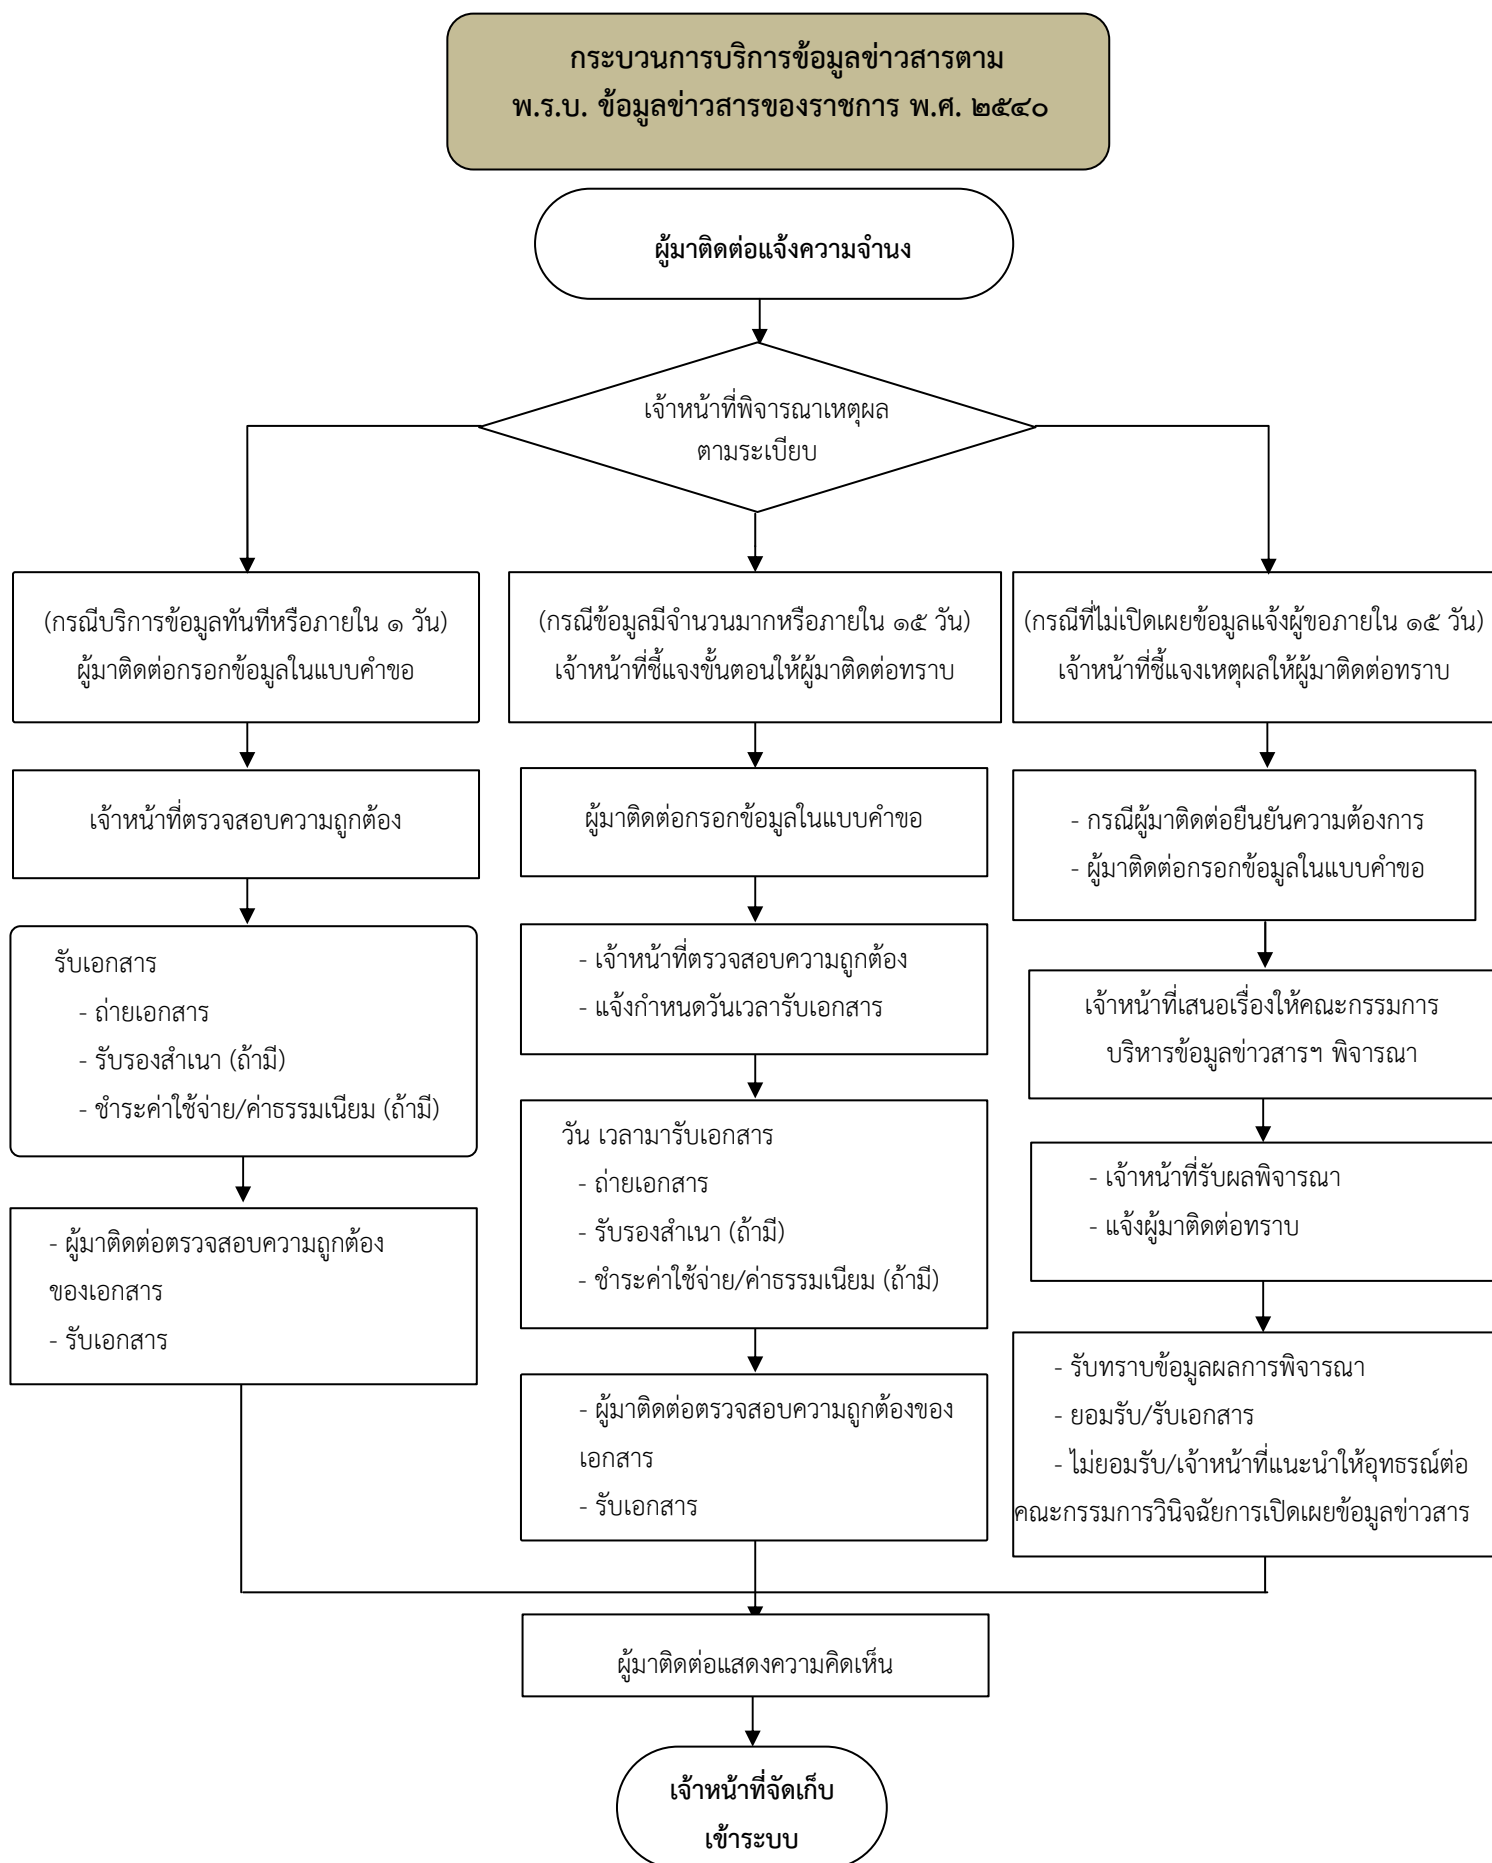 กระบวนการบริการข้อมูลข่าวสารตาม
พ.ร.บ. ข้อมูลข่าวสารของราชการ พ.ศ. ๒๕๔๐
ผู้มาติดต่อแจ้งความจำนง
เจ้าหน้าที่พิจารณาเหตุผล
ตามระเบียบ
(กรณีบริการข้อมูลทันทีหรือภายใน ๑ วัน)
ผู้มาติดต่อกรอกข้อมูลในแบบคำขอ
เจ้าหน้าที่ตรวจสอบความถูกต้อง
รับเอกสาร
- ถ่ายเอกสาร
- รับรองสำเนา (ถ้ามี)
- ชำระค่าใช้จ่าย/ค่าธรรมเนียม (ถ้ามี)
- ผู้มาติดต่อตรวจสอบความถูกต้อง
ของเอกสาร
- รับเอกสาร
(กรณีข้อมูลมีจำนวนมากหรือภายใน ๑๕ วัน)
เจ้าหน้าที่ชี้แจงขั้นตอนให้ผู้มาติดต่อทราบ
ผู้มาติดต่อกรอกข้อมูลในแบบคำขอ
- เจ้าหน้าที่ตรวจสอบความถูกต้อง
- แจ้งกำหนดวันเวลารับเอกสาร
วัน เวลามารับเอกสาร
- ถ่ายเอกสาร
- รับรองสำเนา (ถ้ามี)
- ชำระค่าใช้จ่าย/ค่าธรรมเนียม (ถ้ามี)
- ผู้มาติดต่อตรวจสอบความถูกต้องของ
เอกสาร
- รับเอกสาร
(กรณีที่ไม่เปิดเผยข้อมูลแจ้งผู้ขอภายใน ๑๕ วัน)
เจ้าหน้าที่ชี้แจงเหตุผลให้ผู้มาติดต่อทราบ
- กรณีผู้มาติดต่อยืนยันความต้องการ
- ผู้มาติดต่อกรอกข้อมูลในแบบคำขอ
เจ้าหน้าที่เสนอเรื่องให้คณะกรรมการ
บริหารข้อมูลข่าวสารฯ พิจารณา
- เจ้าหน้าที่รับผลพิจารณา
- แจ้งผู้มาติดต่อทราบ
- รับทราบข้อมูลผลการพิจารณา
- ยอมรับ/รับเอกสาร
- ไม่ยอมรับ/เจ้าหน้าที่แนะนำให้อุทธรณ์ต่อ
คณะกรรมการวินิจฉัยการเปิดเผยข้อมูลข่าวสาร
ผู้มาติดต่อแสดงความคิดเห็น
เจ้าหน้าที่จัดเก็บ
เข้าระบบ